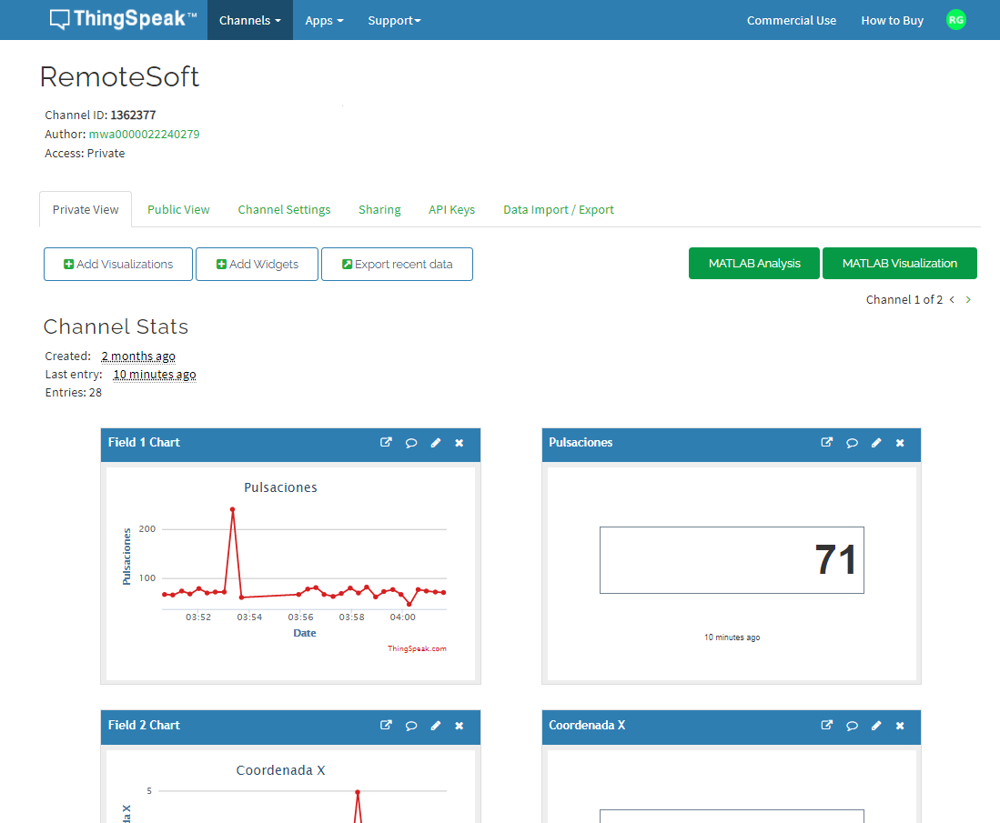 ThingSpeak™ Channels Apps Support Commercial Use How to Buy RG
RemoteSoft
Channel ID: 1362377
Author: mwa0000022240279
Access: Private
Private View Public View Channel Settings Sharing API Keys Data Import / Export
Add Visualizations Add Widgets Export recent data MATLAB Analysis MATLAB Visualization
Channel 1 of 2 < >
Channel Stats
Created: 2 months ago
Last entry: 10 minutes ago
Entries: 28
Field 1 Chart
Pulsaciones
Pulsaciones
200
100
03:52 03:54 03:56 03:58 04:00
Date
ThingSpeak.com
Pulsaciones
71
10 minutes ago
Field 2 Chart
Coordenada X
5
Coordenada X